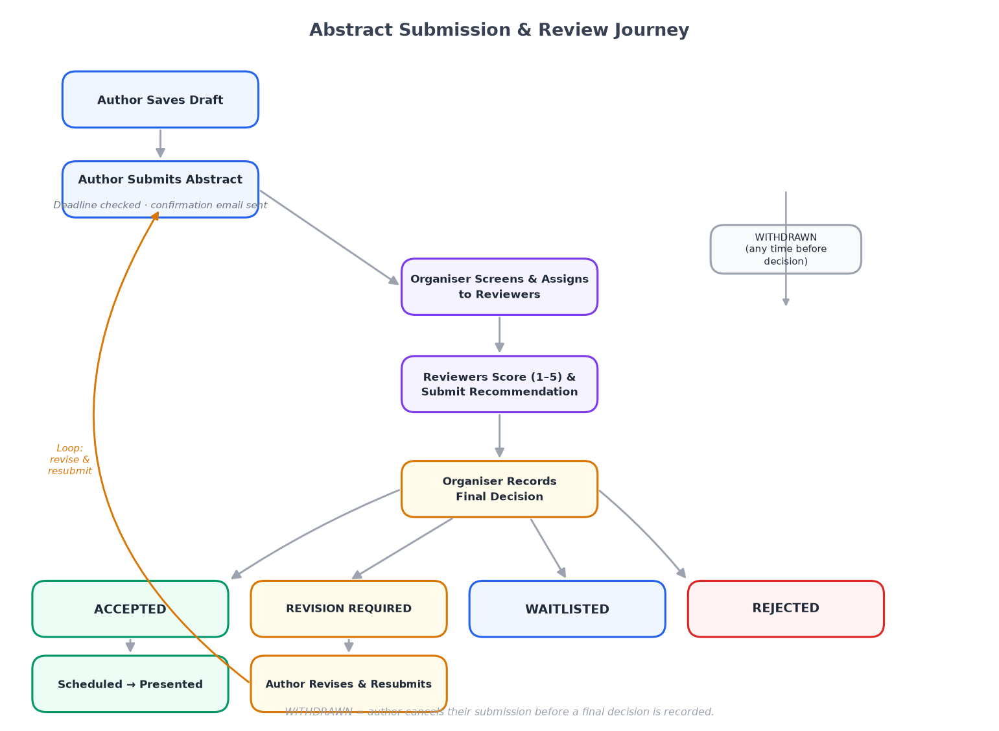 Abstract Submission & Review Journey
Author Saves Draft
Author Submits Abstract
Deadline checked · confirmation email sent
WITHDRAWN
(any time before
decision)
Organiser Screens & Assigns
to Reviewers
Reviewers Score (1–5) &
Submit Recommendation
Loop:
revise &
resubmit
Organiser Records
Final Decision
ACCEPTED
REVISION REQUIRED
WAITLISTED
REJECTED
Scheduled → Presented
Author Revises & Resubmits
WITHDRAWN — author cancels their submission before a final decision is recorded.